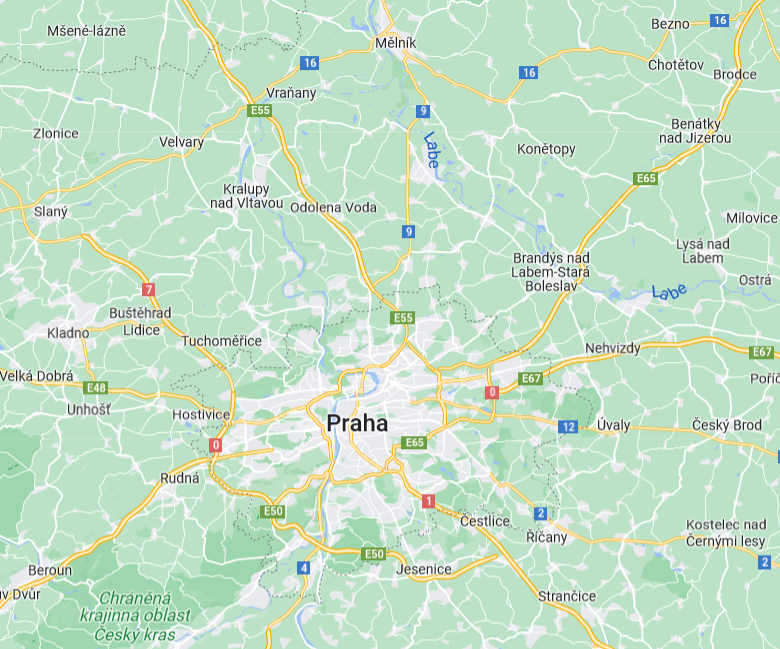 Mšené-lázně
Bezno
16
Mělník
16
16
Chotětov
Brodce
Vraňany
E55
9
Benátky
nad Jizerou
Zlonice
Velvary
Labe
Konětopy
E65
Kralupy
nad Vltavou
Odolena Voda
Slaný
Milovice
9
Lysá nad
Labem
Brandýs nad
Labem-Stará
Boleslav
Ostrá
Labe
7
Buštěhrad
Lidice
E55
Kladno
Tuchoměřice
Nehvizdy
E67
Velká Dobrá
E48
E67
0
Poříč
Unhošť
Hostivice
Praha
12
Úvaly
Český Brod
0
E65
Rudná
1
E50
Čestlice
2
Říčany
Kostelec nad
Černými lesy
E50
2
4
Jesenice
Beroun
Strančice
ův Dvůr
Chráněná
krajinná oblast
Český kras